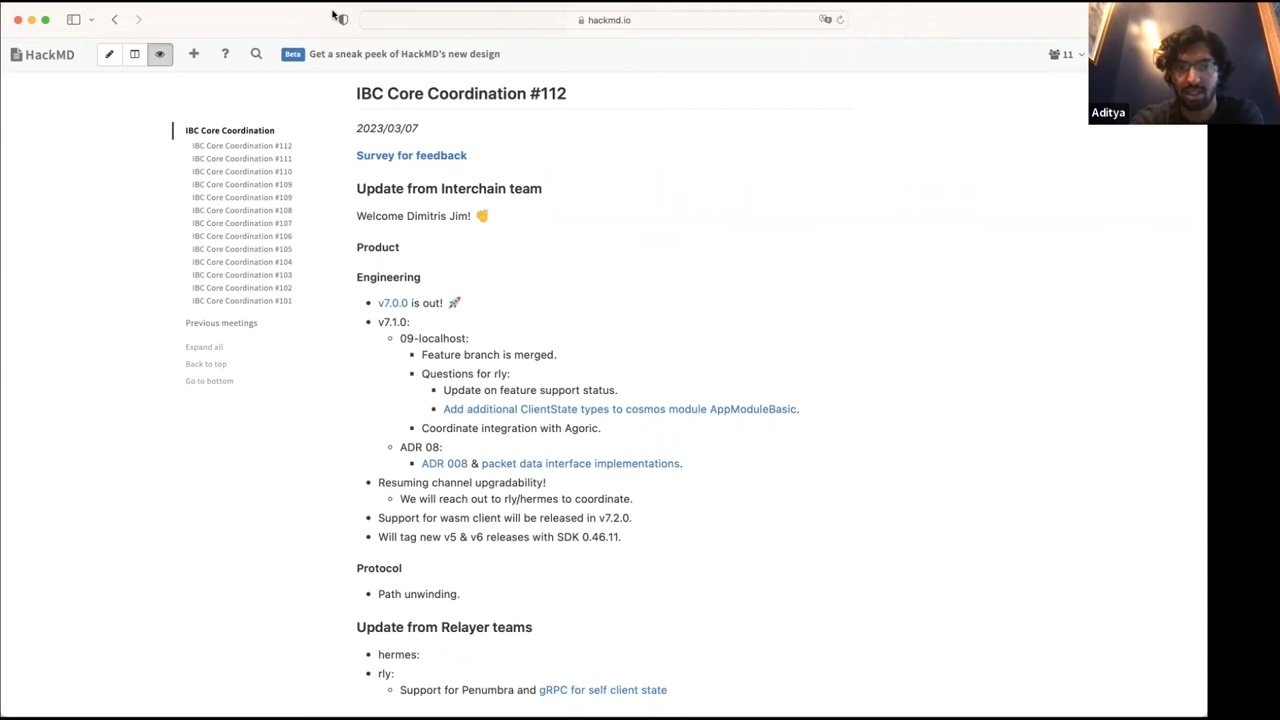 hackmd.io
HackMD
Beta Get a sneak peek of HackMD's new design
11
Aditya
IBC Core Coordination
IBC Core Coordination #112
IBC Core Coordination #111
IBC Core Coordination #110
IBC Core Coordination #109
IBC Core Coordination #109
IBC Core Coordination #108
IBC Core Coordination #107
IBC Core Coordination #106
IBC Core Coordination #105
IBC Core Coordination #104
IBC Core Coordination #103
IBC Core Coordination #102
IBC Core Coordination #101
Previous meetings
Expand all
Back to top
Go to bottom
IBC Core Coordination #112
2023/03/07
Survey for feedback
Update from Interchain team
Welcome Dimitris Jim! 👏
Product
Engineering
v7.0.0 is out! 🚀
v7.1.0:
09-localhost:
Feature branch is merged.
Questions for rly:
Update on feature support status.
Add additional ClientState types to cosmos module AppModuleBasic.
Coordinate integration with Agoric.
ADR 08:
ADR 008 & packet data interface implementations.
Resuming channel upgradability!
We will reach out to rly/hermes to coordinate.
Support for wasm client will be released in v7.2.0.
Will tag new v5 & v6 releases with SDK 0.46.11.
Protocol
Path unwinding.
Update from Relayer teams
hermes:
rly:
Support for Penumbra and gRPC for self client state